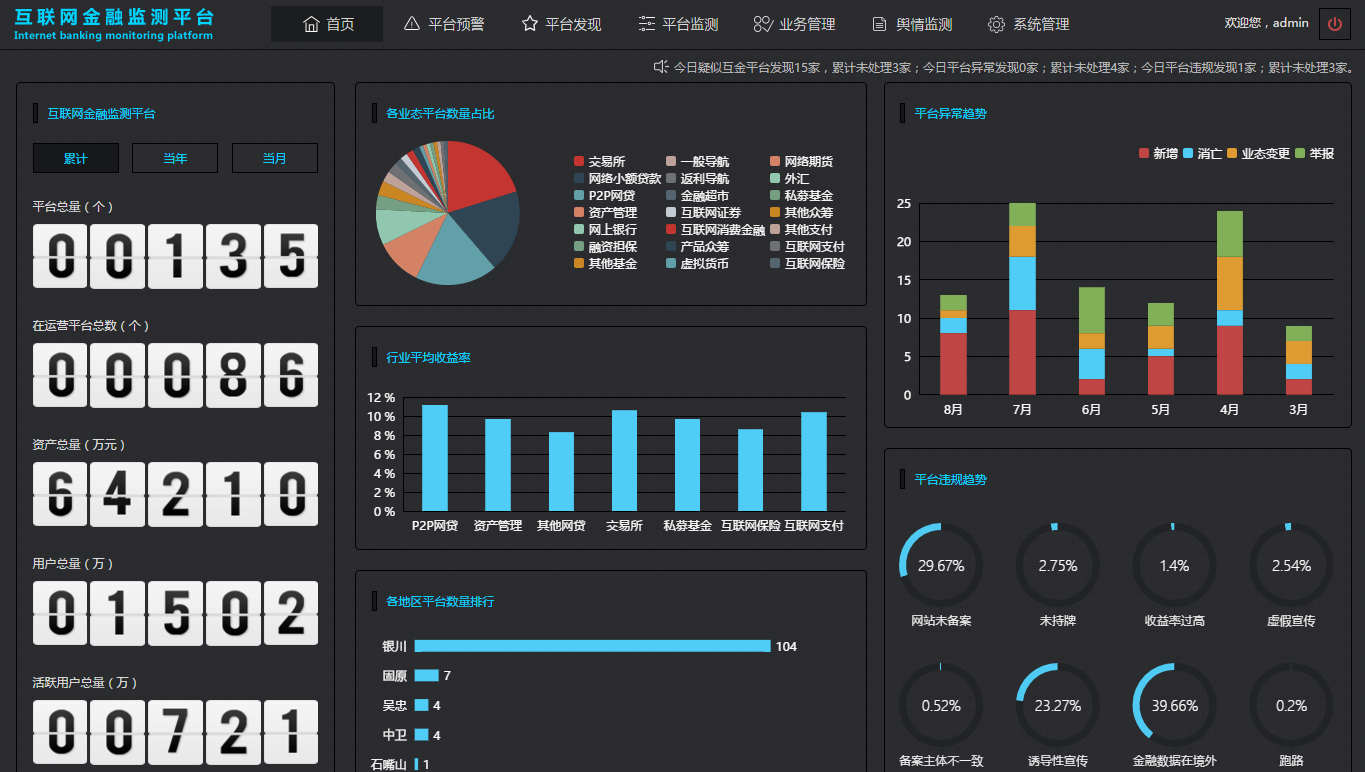 互联网金融监测平台
Internet banking monitoring platform
首页
平台预警
平台发现
平台监测
业务管理
舆情监测
系统管理
欢迎您，admin
今日疑似互金平台发现15家，累计未处理3家；今日平台异常发现0家；累计未处理4家；今日平台违规发现1家；累计未处理3家。
互联网金融监测平台
累计
当年
当月
平台总量（个）
00135
在运营平台总数（个）
00086
资产总量（万元）
64210
用户总量（万）
01502
活跃用户总量（万）
00721
各业态平台数量占比
交易所
网络小额贷款
P2P网贷
资产管理
网上银行
融资担保
其他基金
一般导航
返利导航
金融超市
互联网证券
互联网消费金融
产品众筹
虚拟货币
网络期货
外汇
私募基金
其他众筹
其他支付
互联网支付
互联网保险
行业平均收益率
12 %
10 %
8 %
6 %
4 %
2 %
0 %
P2P网贷
资产管理
其他网贷
交易所
私募基金
互联网保险
互联网支付
各地区平台数量排行
银川 104
固原 7
吴忠 4
中卫 4
石嘴山 1
平台异常趋势
新增
消亡
业态变更
举报
25
20
15
10
5
0
8月
7月
6月
5月
4月
3月
平台违规趋势
29.67%
2.75%
1.4%
2.54%
网站未备案
未持牌
收益率过高
虚假宣传
0.52%
23.27%
39.66%
0.2%
备案主体不一致
诱导性宣传
金融数据在境外
跑路